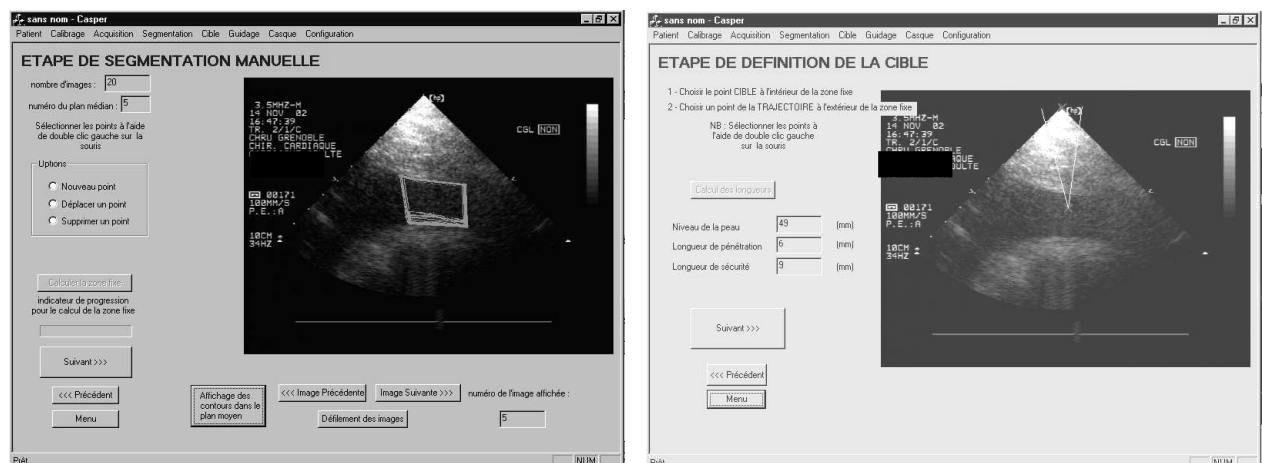 sans nom - Casper
Patient Calibrage Acquisition Segmentation Cible Guidage Casque Configuration
ETAPE DE SEGMENTATION MANUELLE
nombre d'images : 20
numéro du plan médian : 5
Sélectionner les points à l'aide
de double clic gauche sur la
souris
Options
Nouveau point
Déplacer un point
Supprimer un point
Calculer la zone fixe
indicateur de progression
pour le calcul de la zone fixe
Suivant >>>
<<< Précédent
Menu
[hp]
3.5MHZ-M
14 NOV 02
16:47:39
TR. 2/1/C
CHRU GRENOBLE
CHIR. CARDIAQUE
LTE
CGL NON
00171
100MM/S
P.E.:A
10CM
34HZ
Affichage des
contours dans le
plan moyen
<<< Image Précédente
Image Suivante >>>
numéro de l'image affichée :
Défilement des images
5
Prêt
NUM
sans nom - Casper
Patient Calibrage Acquisition Segmentation Cible Guidage Casque Configuration
ETAPE DE DEFINITION DE LA CIBLE
1 - Choisir le point CIBLE à l'intérieur de la zone fixe
2 - Choisir un point de la TRAJECTOIRE à l'extérieur de la zone fixe
NB : Sélectionner les points à
l'aide de double clic gauche
sur la souris
Calcul des longueurs
Niveau de la peau 49 (mm)
Longueur de pénétration 6 (mm)
Longueur de sécurité 9 (mm)
Suivant >>>
<<< Précédent
Menu
[hp]
3.5MHZ-M
14 NOV 02
16:47:39
TR. 2/1/C
CHRU GRENOBLE
AQUE
DULTE
CGL NON
00171
100MM/S
P.E.:A
10CM
34HZ
Prêt
NUM